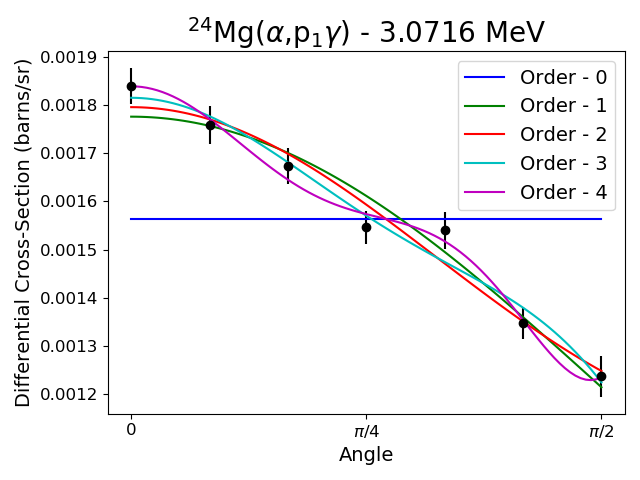 ²⁴Mg(α,p₁γ) - 3.0716 MeV
Differential Cross-Section (barns/sr)
0.0019
0.0018
0.0017
0.0016
0.0015
0.0014
0.0013
0.0012
Order - 0
Order - 1
Order - 2
Order - 3
Order - 4
0
π/4
π/2
Angle